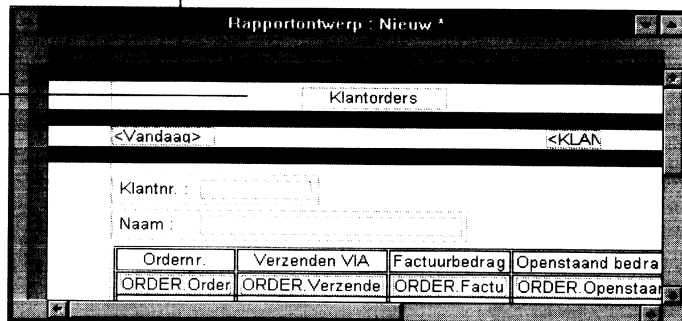 Rapportontwerp : Nieuw *
Klantorders
<Vandaag> <KLAN
Klantnr. :
Naam :
Ordernr. Verzenden VIA Factuurbedrag Openstaand bedra
ORDER.Order ORDER.Verzende ORDER.Factu ORDER.Openstaar